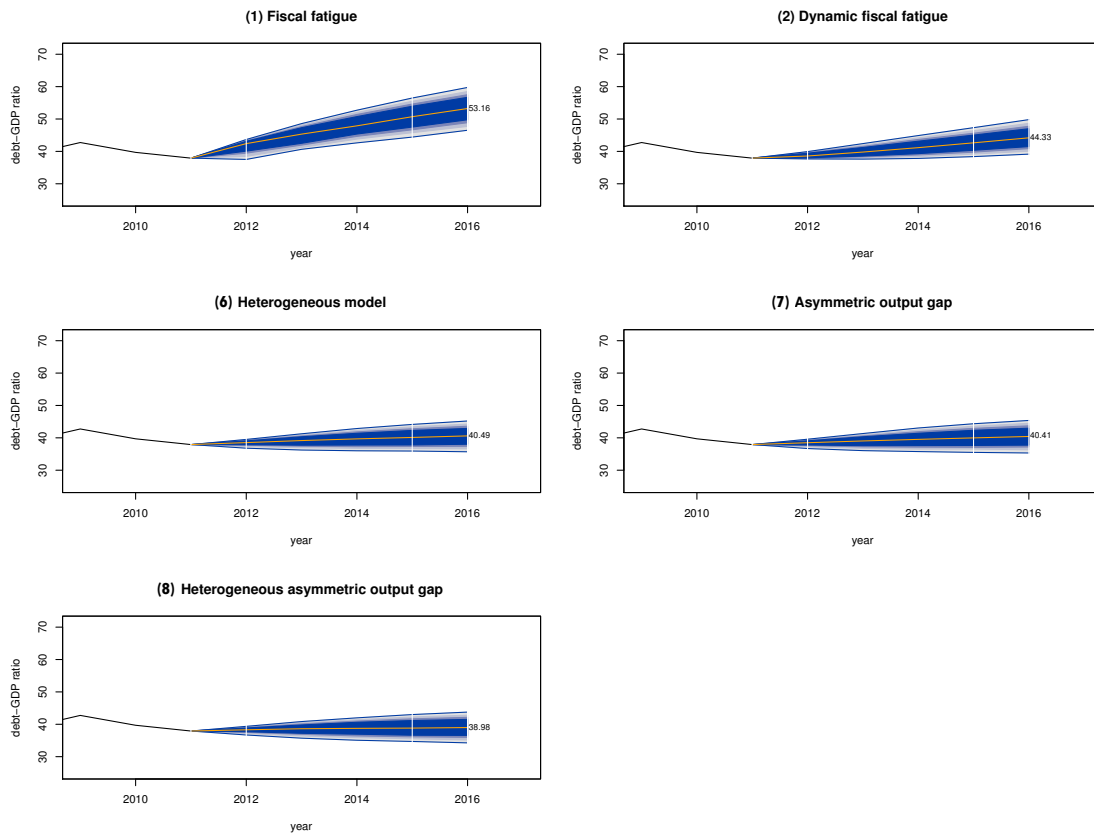 (1) Fiscal fatigue
debt−GDP ratio
70
60
50
40
30
53.16
2010 2012 2014 2016
year
(2) Dynamic fiscal fatigue
debt−GDP ratio
70
60
50
40
30
44.33
2010 2012 2014 2016
year
(6) Heterogeneous model
debt−GDP ratio
70
60
50
40
30
40.49
2010 2012 2014 2016
year
(7) Asymmetric output gap
debt−GDP ratio
70
60
50
40
30
40.41
2010 2012 2014 2016
year
(8) Heterogeneous asymmetric output gap
debt−GDP ratio
70
60
50
40
30
38.98
2010 2012 2014 2016
year